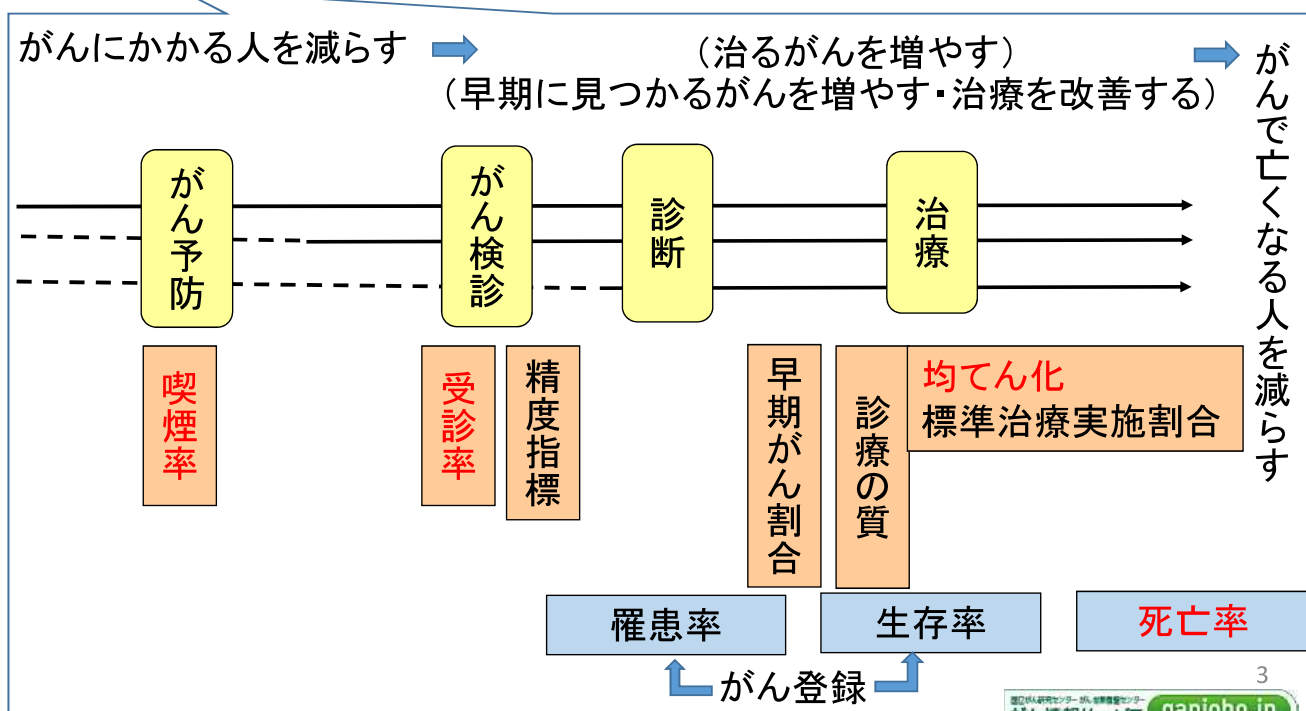 がんにかかる人を減らす
(治るがんを増やす)
(早期に見つかるがんを増やす・治療を改善する)
がんで亡くなる人を減らす
がん予防
がん検診
診断
治療
喫煙率
受診率
精度指標
早期がん割合
診療の質
均てん化
標準治療実施割合
罹患率
生存率
死亡率
がん登録
3
ganjoho.jp